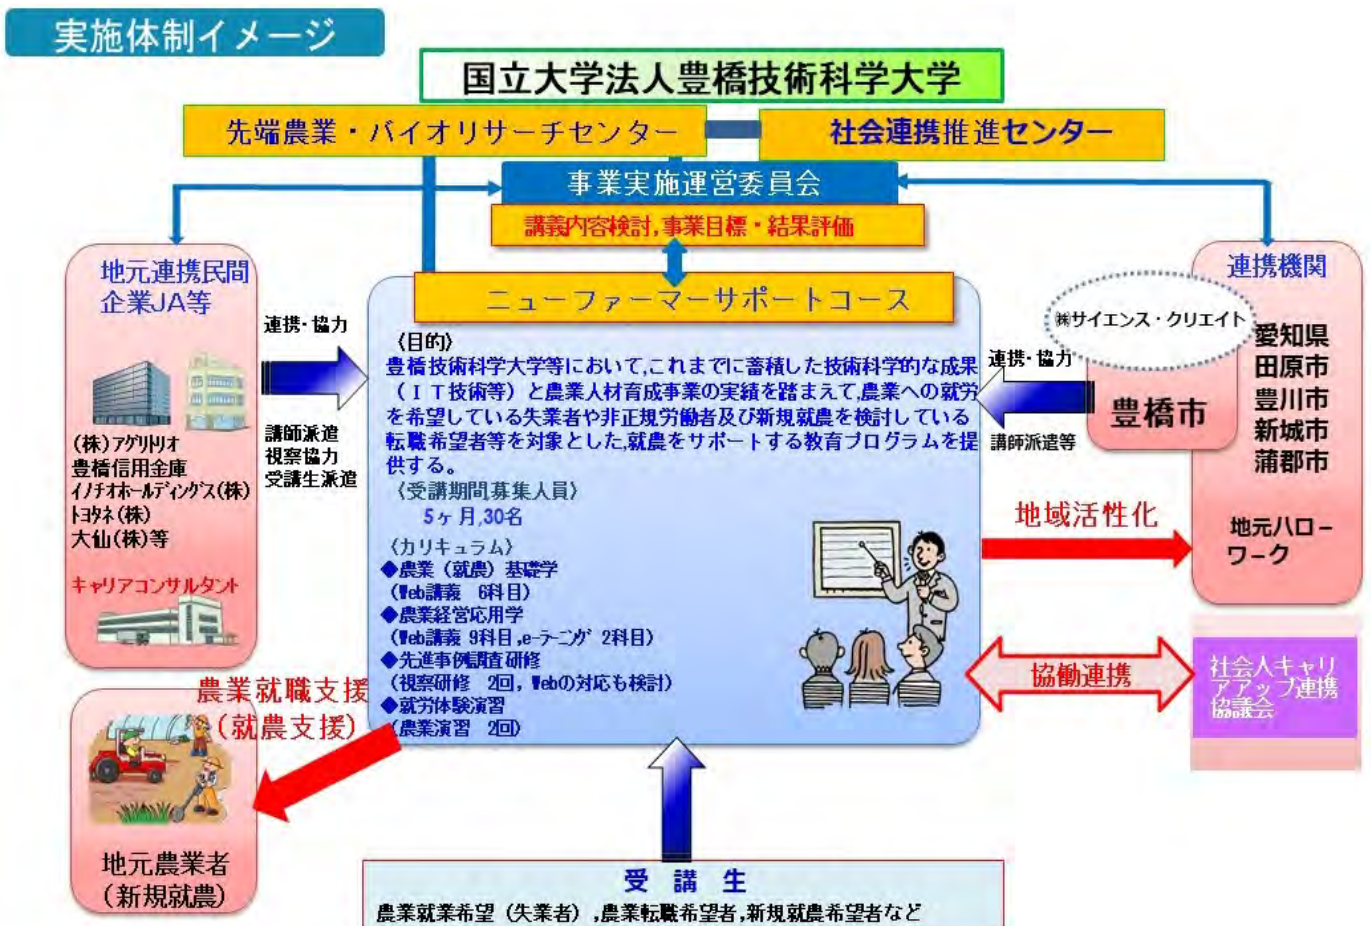 実施体制イメージ
国立大学法人豊橋技術科学大学
先端農業・バイオリサーチセンター
社会連携推進センター
事業実施運営委員会
講義内容検討,事業目標・結果評価
地元連携民間
企業JA等
(株)アグリトリオ
豊橋信用金庫
イノチオホールディングス(株)
トヨタネ(株)
大仙(株)等
キャリアコンサルタント
連携・協力
講師派遣
視察協力
受講生派遣
ニューファーマーサポートコース
〈目的〉
豊橋技術科学大学等において,これまでに蓄積した技術科学的な成果
(IT技術等)と農業人材育成事業の実績を踏まえて,農業への就労
を希望している失業者や非正規労働者及び新規就農を検討している
転職希望者等を対象とした,就農をサポートする教育プログラムを提
供する。
〈受講期間,募集人員〉
5ヶ月,30名
〈カリキュラム〉
◆農業(就農)基礎学
(Web講義 6科目)
◆農業経営応用学
(Web講義 9科目,e-ラーニング 2科目)
◆先進事例調査研修
(視察研修 2回,Webの対応も検討)
◆就労体験演習
(農業演習 2回)
連携・協力
講師派遣等
㈱サイエンス・クリエイト
豊橋市
連携機関
愛知県
田原市
豊川市
新城市
蒲郡市
地元ハロー
ワーク
地域活性化
協働連携
社会人キャリ
アアップ連携
協議会
農業就職支援
(就農支援)
地元農業者
(新規就農)
受 講 生
農業就業希望(失業者),農業転職希望者,新規就農希望者など